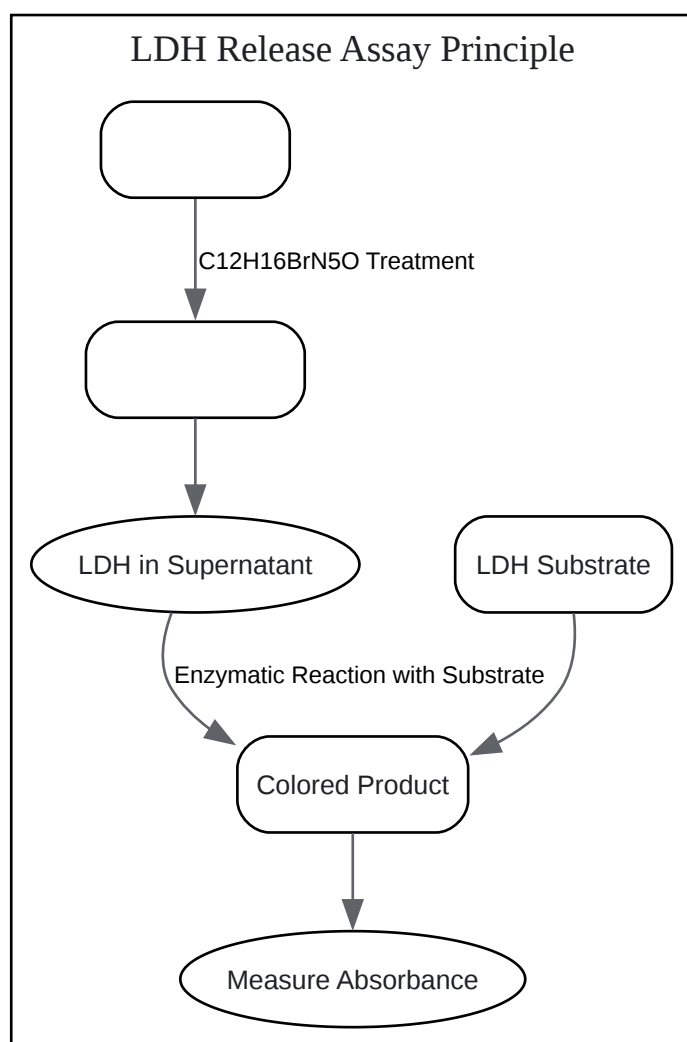 LDH Release Assay Principle
C12H16BrN5O Treatment
LDH in Supernatant
LDH Substrate
Enzymatic Reaction with Substrate
Colored Product
Measure Absorbance